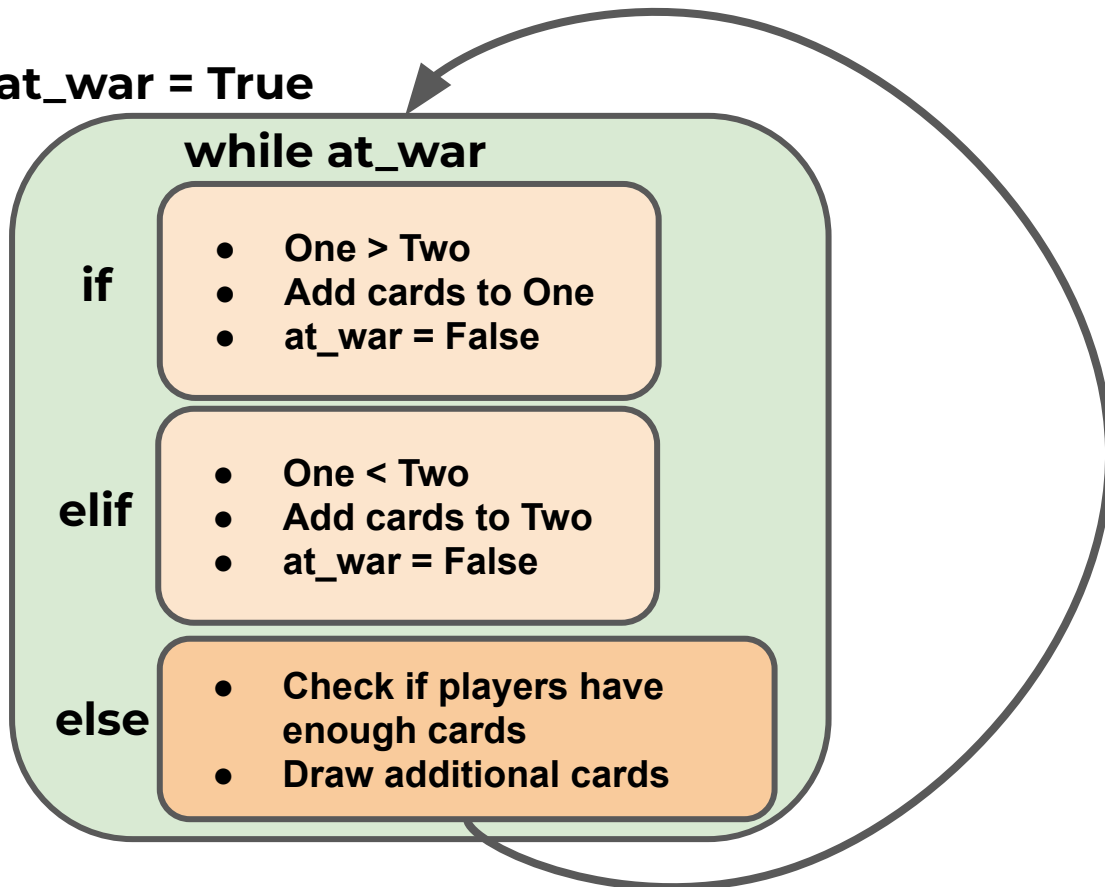 at_war = True
while at_war
if
● One > Two
● Add cards to One
● at_war = False
elif
● One < Two
● Add cards to Two
● at_war = False
else
● Check if players have
enough cards
● Draw additional cards